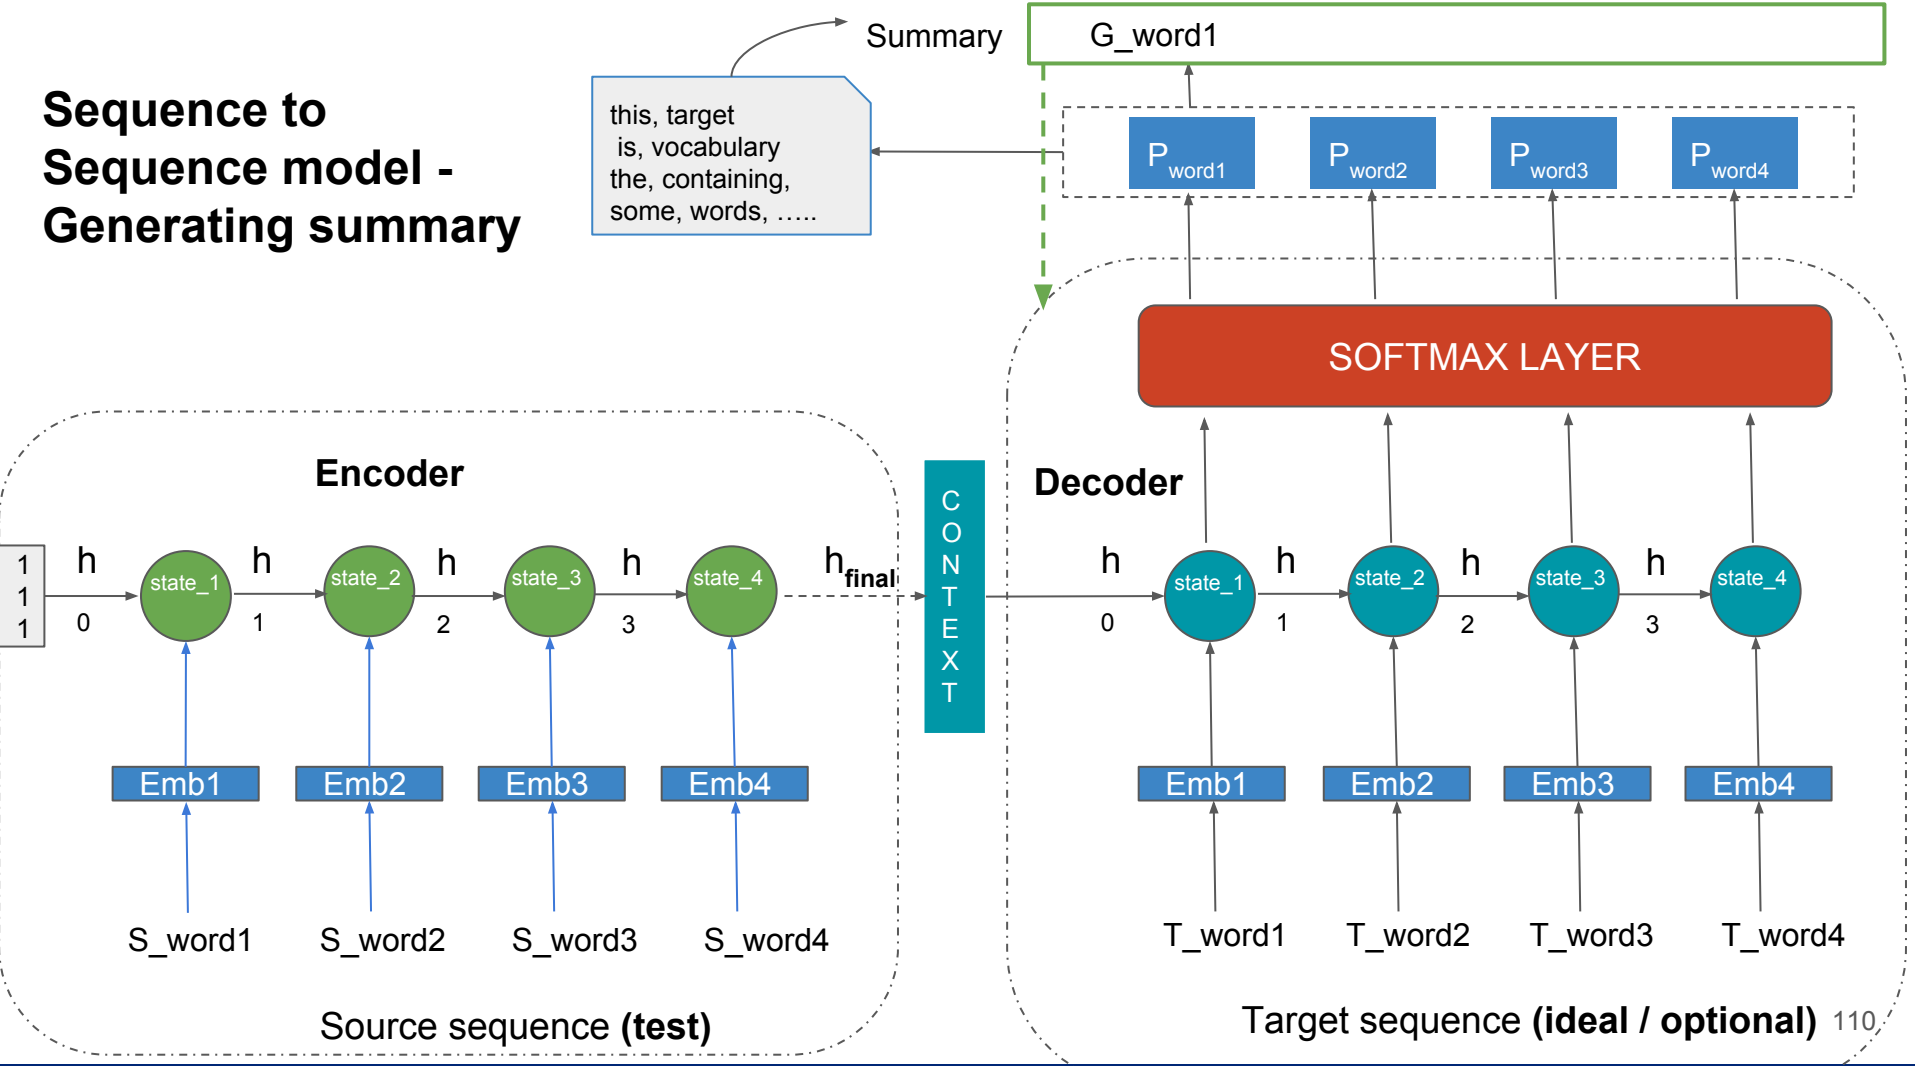 Sequence to
Sequence model -
Generating summary
Summary
G_word1
this, target
is, vocabulary
the, containing,
some, words, …..
P word1
P word2
P word3
P word4
SOFTMAX LAYER
Encoder
1
1
1
h
0
state_1
h
1
state_2
h
2
state_3
h
3
state_4
h final
Emb1
Emb2
Emb3
Emb4
S_word1
S_word2
S_word3
S_word4
Source sequence (test)
CONTEXT
Decoder
h
0
state_1
h
1
state_2
h
2
state_3
h
3
state_4
Emb1
Emb2
Emb3
Emb4
T_word1
T_word2
T_word3
T_word4
Target sequence (ideal / optional)
110